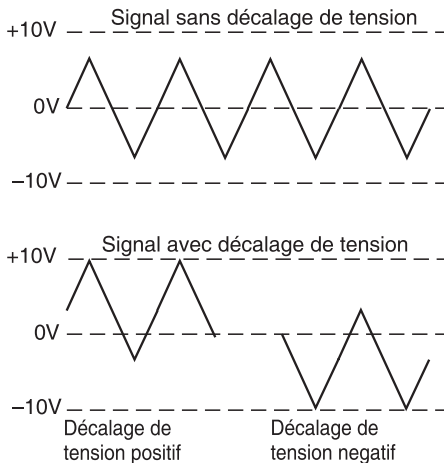 Signal sans décalage de tension
+10V
0V
−10V
Signal avec décalage de tension
+10V
0V
−10V
Décalage de
tension positif
Décalage de
tension negatif